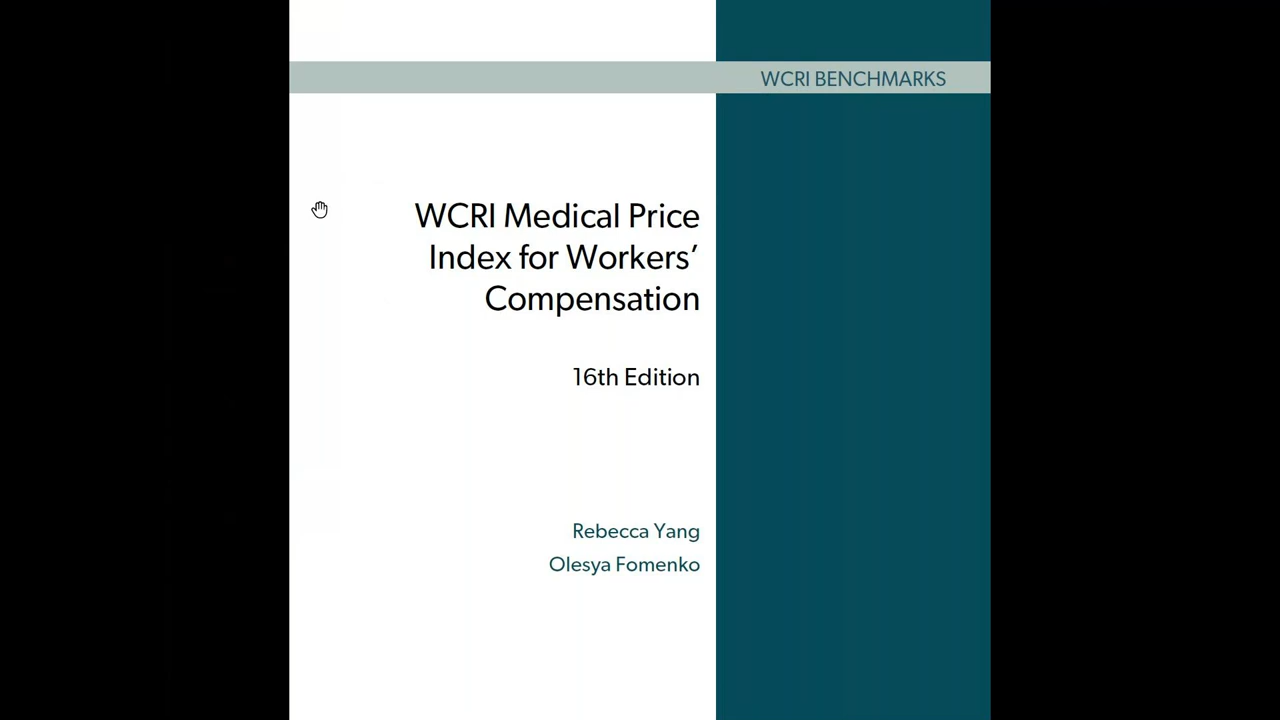 WCRI BENCHMARKS
WCRI Medical Price
Index for Workers’
Compensation
16th Edition
Rebecca Yang
Olesya Fomenko